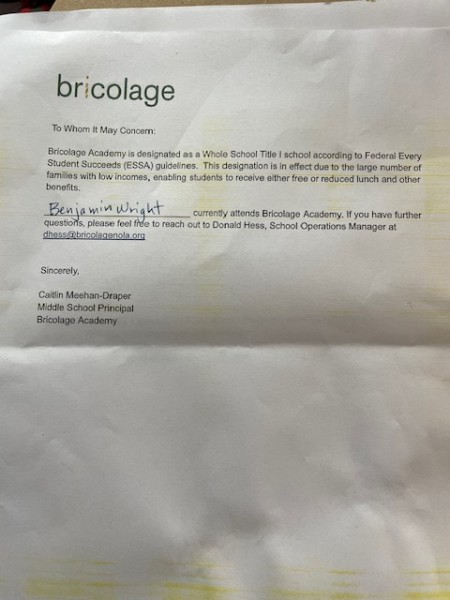 bricolage
To Whom It May Concern:
Bricolage Academy is designated as a Whole School Title I school according to Federal Every
Student Succeeds (ESSA) guidelines. This designation is in effect due to the large number of
families with low incomes, enabling students to receive either free or reduced lunch and other
benefits.
Benjamin Wright currently attends Bricolage Academy. If you have further
questions, please feel free to reach out to Donald Hess, School Operations Manager at
dhess@bricolagenola.org
Sincerely,
Caitlin Meehan-Draper
Middle School Principal
Bricolage Academy